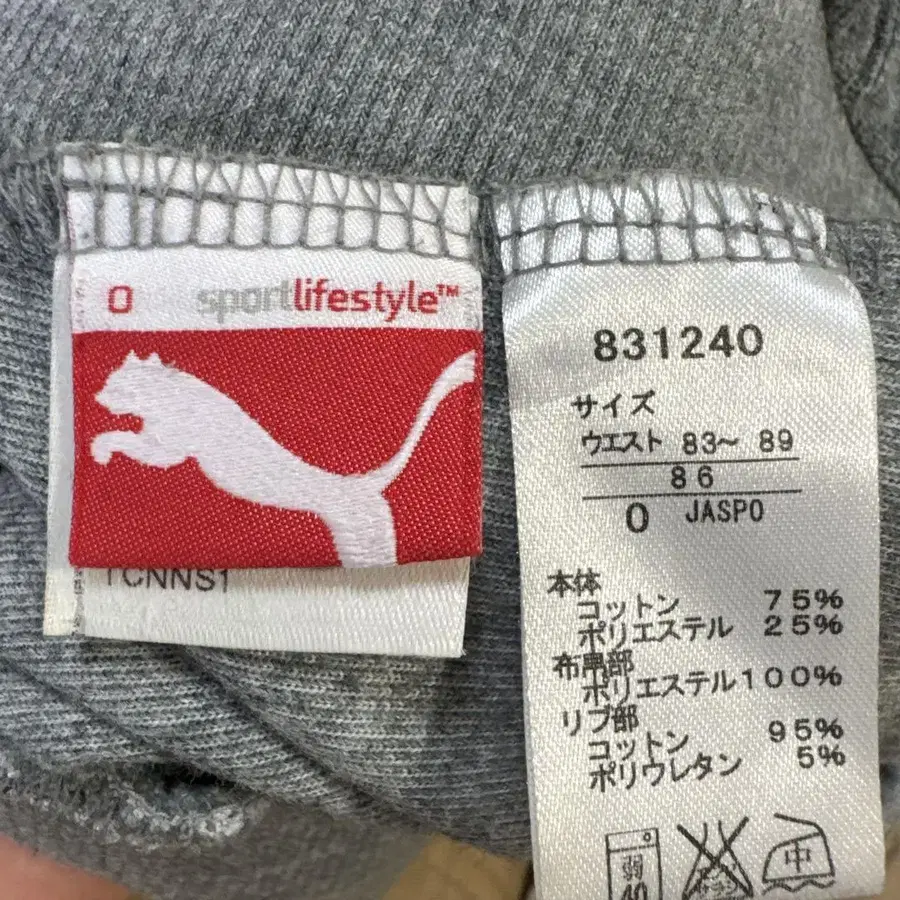 O sportlifestyle™
TCNNS1
831240
サイズ
ウエスト 83〜 89
86
O JASPO
本体
コットン 75%
ポリエステル 25%
布帛部
ポリエステル100%
リブ部
コットン 95%
ポリウレタン 5%
弱 中
40